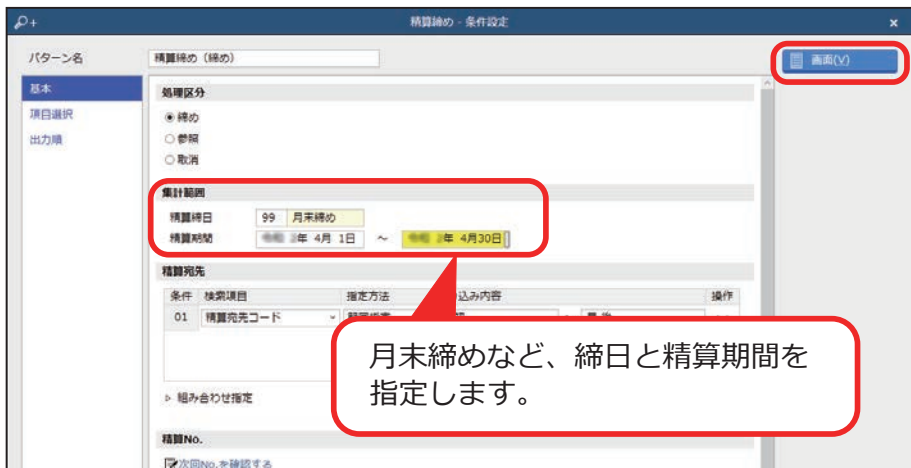 精算締め - 条件設定
パターン名
精算締め（締め）
画面(V)
基本
項目選択
出力順
処理区分
締め
参照
取消
集計範囲
精算締日 99 月末締め
精算期間 年 4月 1日 ～ 年 4月30日
精算宛先
条件 検索項目 指定方法 込み内容 操作
01 精算宛先コード
組み合わせ指定
月末締めなど、締日と精算期間を
指定します。
精算No.
次回No.を確認する